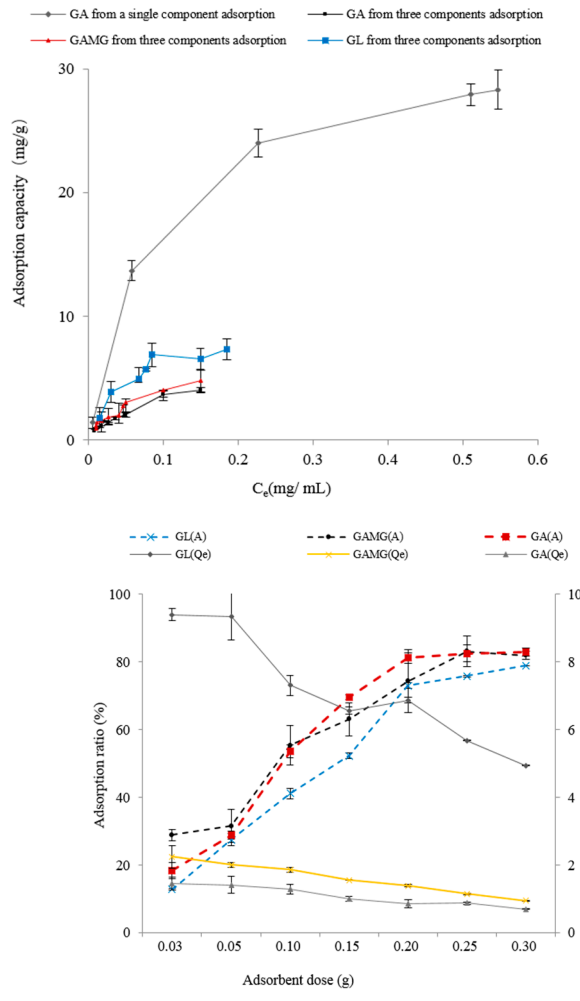 GA from a single component adsorption GA from three components adsorption
GAMG from three components adsorption GL from three components adsorption
Adsorption capacity (mg/g)
30
20
10
0
0 0.1 0.2 0.3 0.4 0.5 0.6
Ce(mg/ mL)
GL(A) GAMG(A) GA(A)
GL(Qe) GAMG(Qe) GA(Qe)
Adsorption ratio (%)
100 10
80 8
60 6
40 4
20 2
0 0
0.03 0.05 0.10 0.15 0.20 0.25 0.30
Adsorbent dose (g)